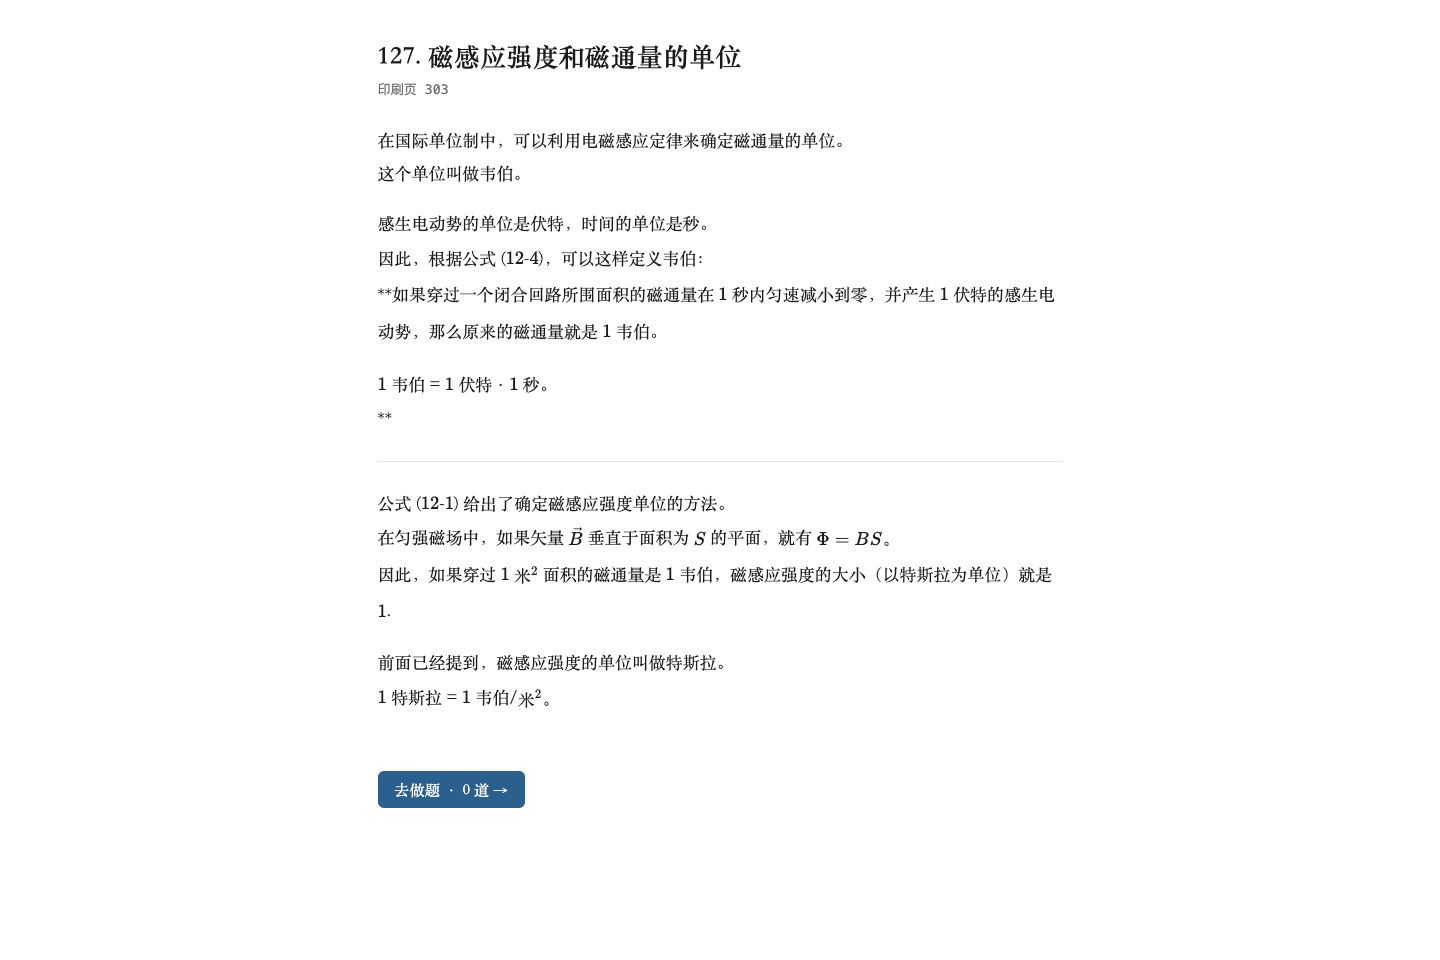 127. 磁感应强度和磁通量的单位
印刷页 303
在国际单位制中，可以利用电磁感应定律来确定磁通量的单位。
这个单位叫做韦伯。
感生电动势的单位是伏特，时间的单位是秒。
因此，根据公式 (12-4)，可以这样定义韦伯：
**如果穿过一个闭合回路所围面积的磁通量在 1 秒内匀速减小到零，并产生 1 伏特的感生电
动势，那么原来的磁通量就是 1 韦伯。
1 韦伯 = 1 伏特 · 1 秒。
**
公式 (12-1) 给出了确定磁感应强度单位的方法。
在匀强磁场中，如果矢量 $\vec{B}$ 垂直于面积为 $S$ 的平面，就有 $\Phi = BS$。
因此，如果穿过 1 米² 面积的磁通量是 1 韦伯，磁感应强度的大小（以特斯拉为单位）就是
1.
前面已经提到，磁感应强度的单位叫做特斯拉。
1 特斯拉 = 1 韦伯/米²。
去做题 · 0 道 →